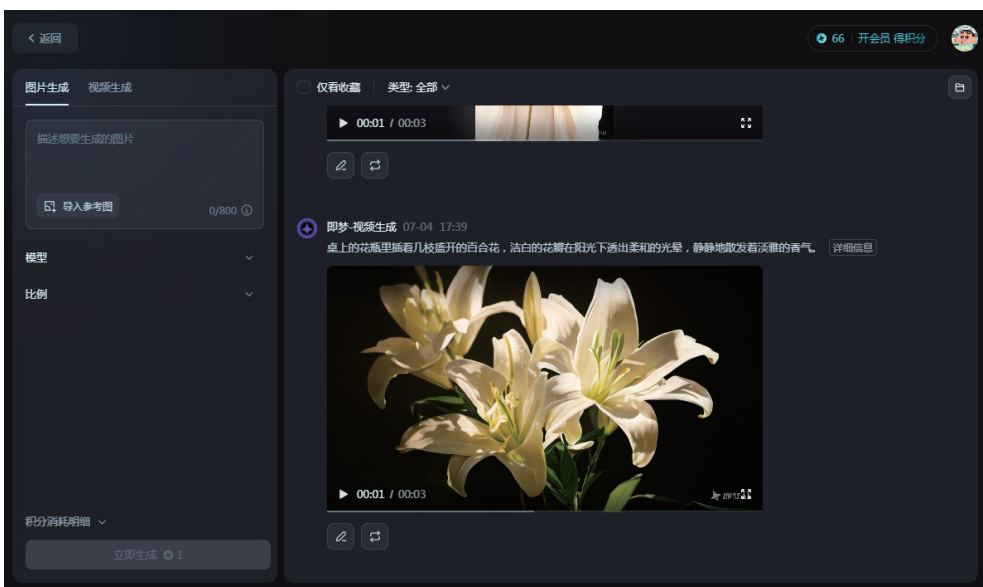 返回
66 开会员 得积分
图片生成 视频生成
描述想要生成的图片
导入参考图
0/800
模型
比例
积分消耗明细
立即生成 1
仅看收藏 类型: 全部
00:01 / 00:03
即梦-视频生成 07-04 17:39
桌上的花瓶里插着几枝盛开的百合花，洁白的花瓣在阳光下透出柔和的光晕，静静地散发着淡雅的香气。 详细信息
00:01 / 00:03